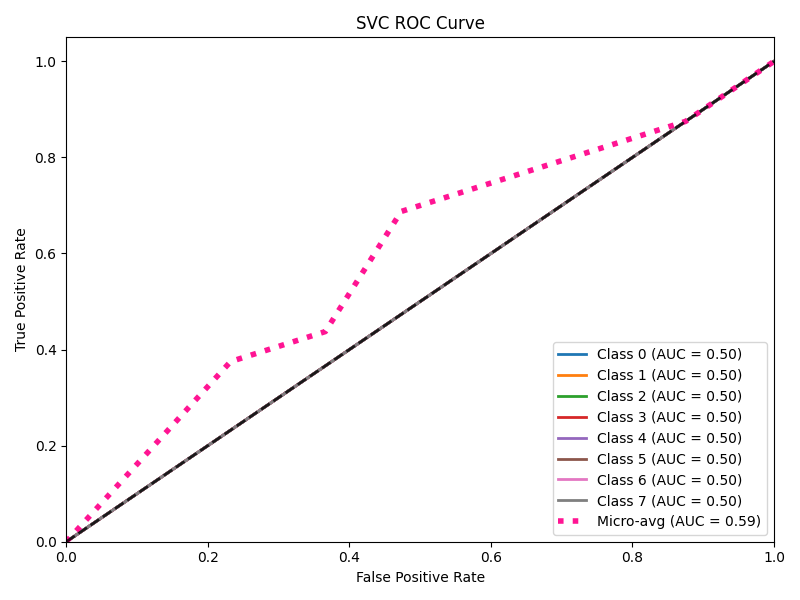 SVC ROC Curve
True Positive Rate
1.0
0.8
0.6
0.4
0.2
0.0
Class 0 (AUC = 0.50)
Class 1 (AUC = 0.50)
Class 2 (AUC = 0.50)
Class 3 (AUC = 0.50)
Class 4 (AUC = 0.50)
Class 5 (AUC = 0.50)
Class 6 (AUC = 0.50)
Class 7 (AUC = 0.50)
Micro-avg (AUC = 0.59)
0.0 0.2 0.4 0.6 0.8 1.0
False Positive Rate